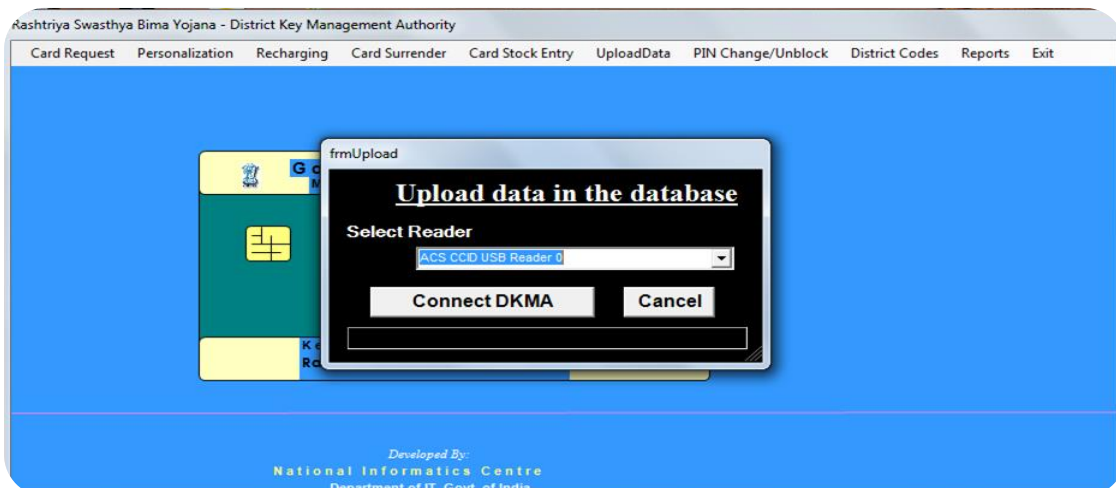 Rashtriya Swasthya Bima Yojana - District Key Management Authority
Card Request Personalization Recharging Card Surrender Card Stock Entry UploadData PIN Change/Unblock District Codes Reports Exit
frmUpload
Upload data in the database
Select Reader
ACS CCID USB Reader 0
Connect DKMA Cancel
Developed By:
National Informatics Centre
Department of IT, Govt. of India